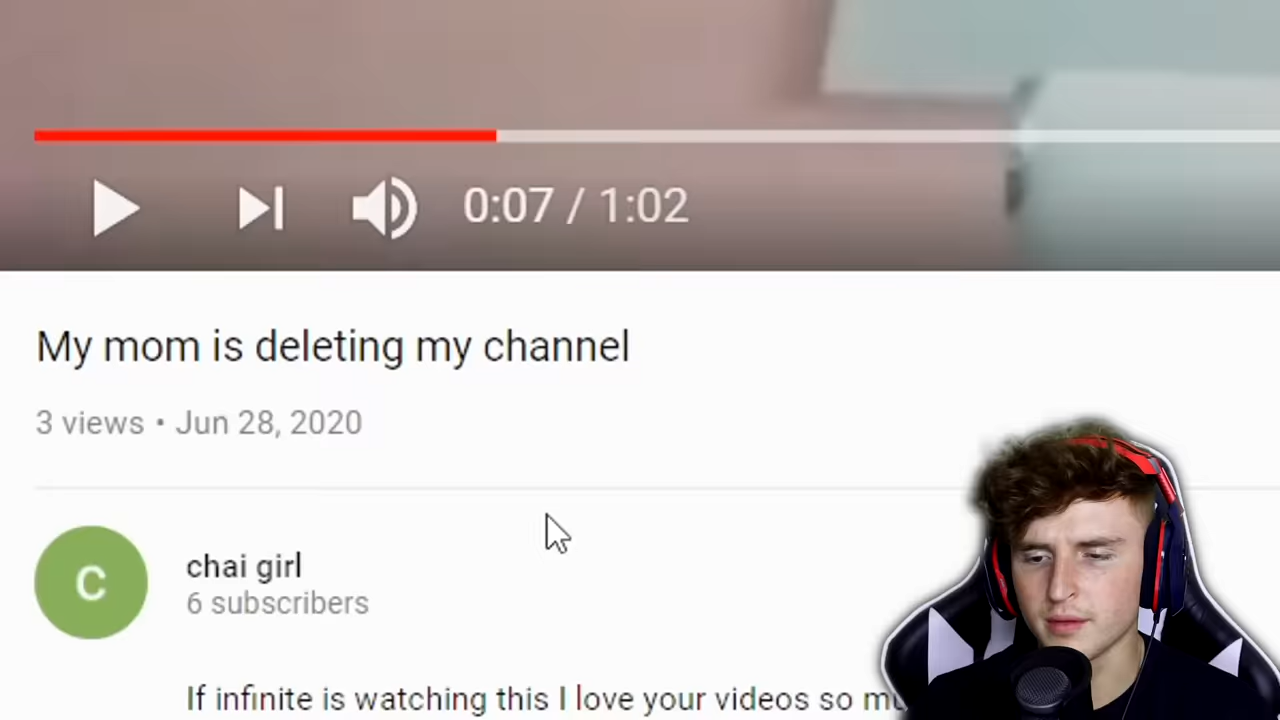 0:07 / 1:02
My mom is deleting my channel
3 views • Jun 28, 2020
C
chai girl
6 subscribers
If infinite is watching this I love your videos so